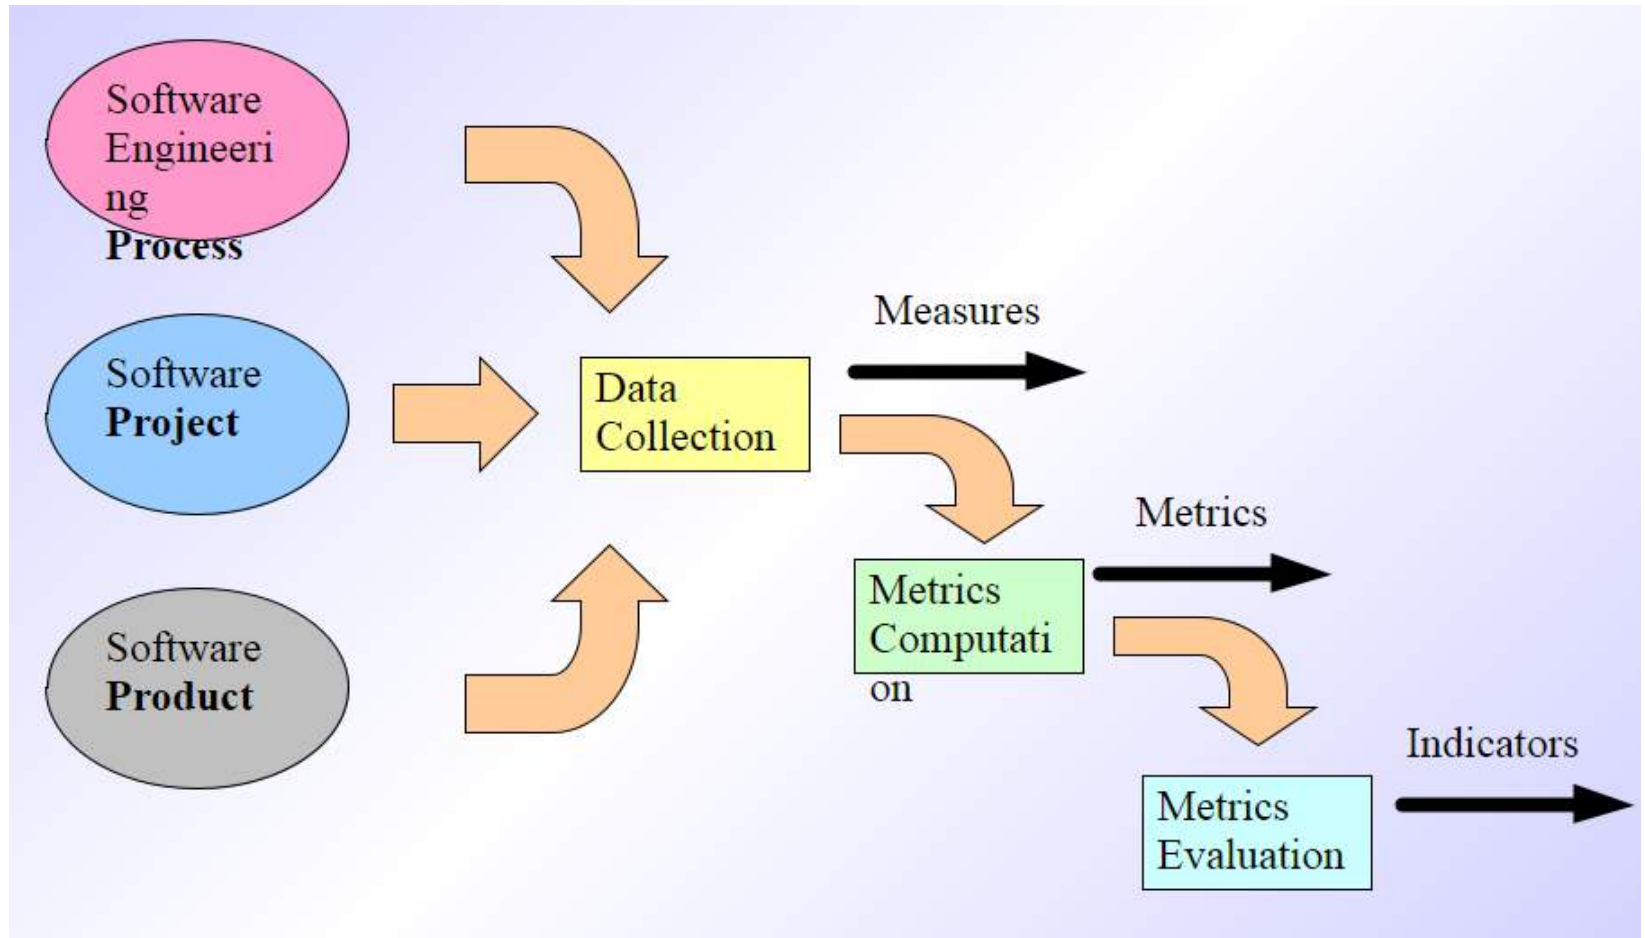 Software
Engineeri
ng
Process
Software
Project
Software
Product
Data
Collection
Measures
Metrics
Computati
on
Metrics
Metrics
Evaluation
Indicators